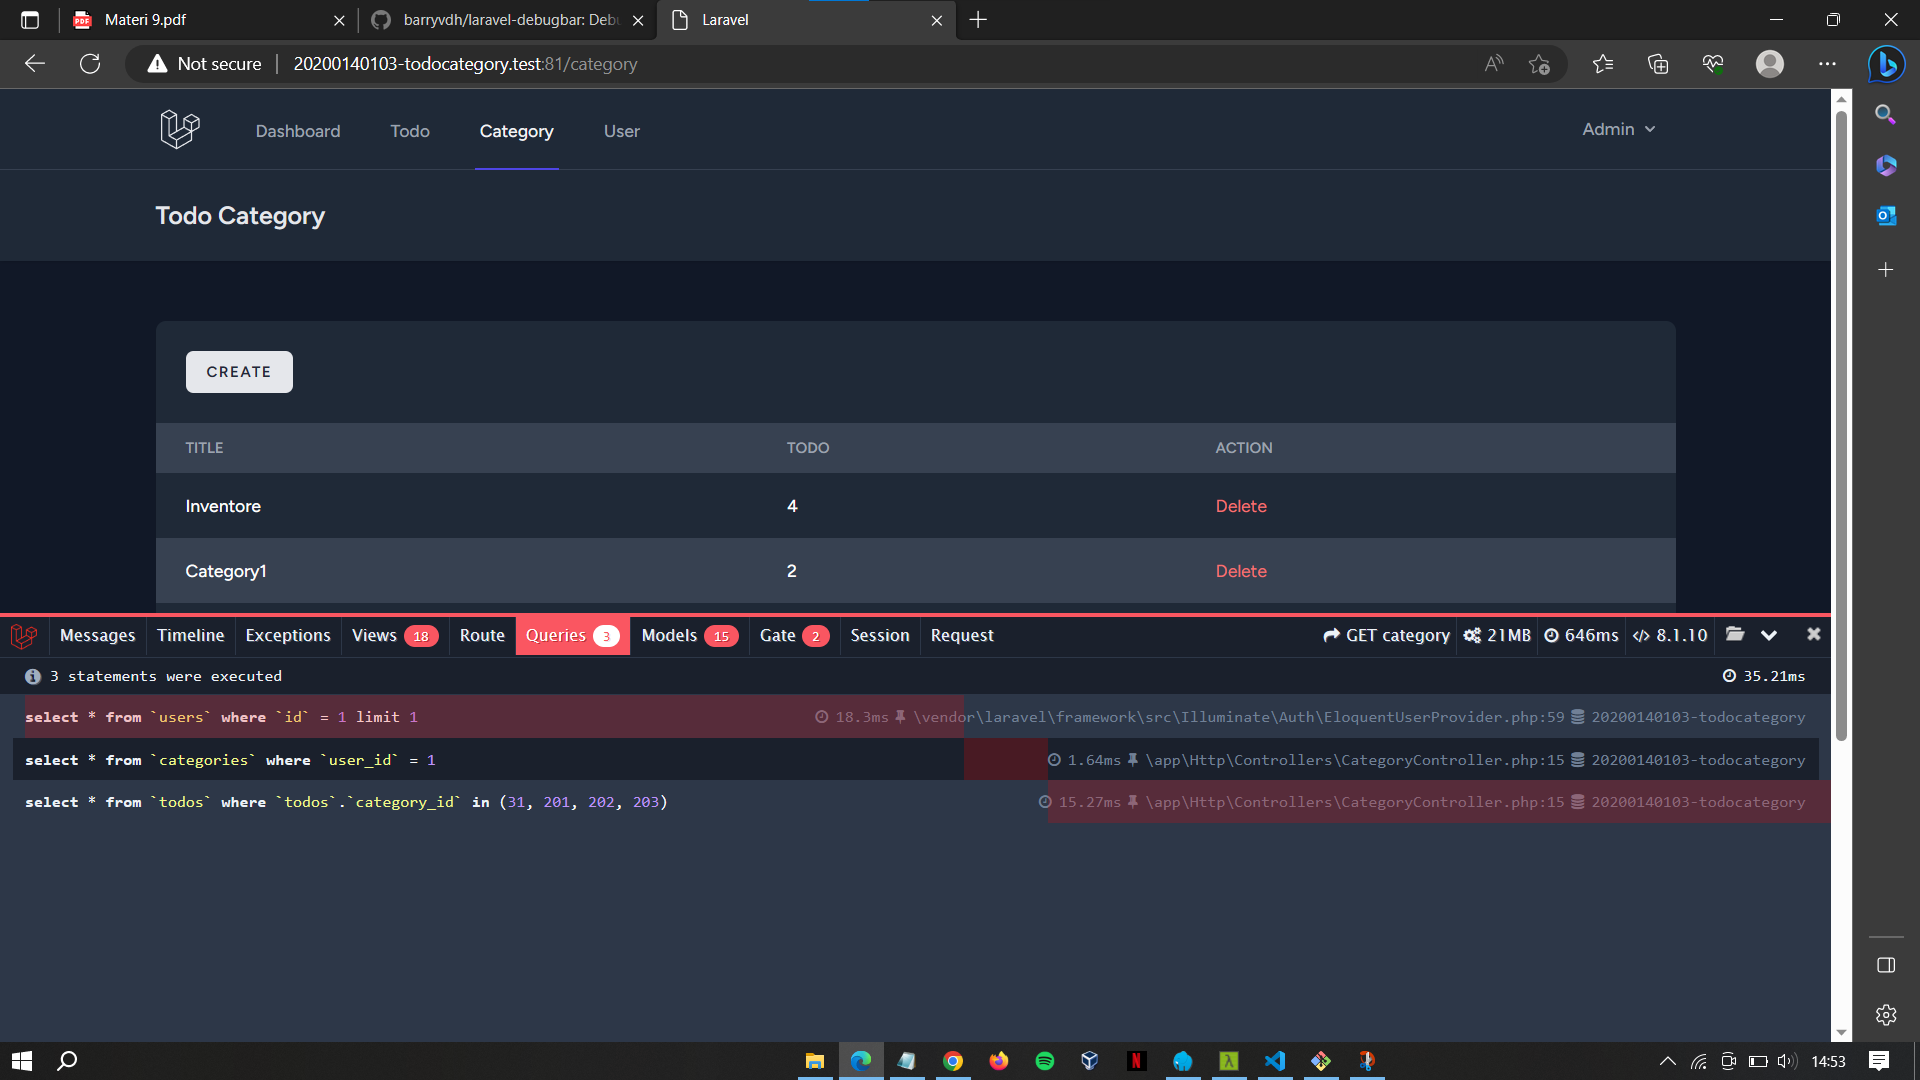 Materi 9.pdf
barryvdh/laravel-debugbar: Deb
Laravel
Not secure
20200140103-todocategory.test:81/category
Dashboard
Todo
Category
User
Admin
Todo Category
CREATE
TITLE TODO ACTION
Inventore 4 Delete
Category1 2 Delete
Messages Timeline Exceptions Views 18 Route Queries 3 Models 15 Gate 2 Session Request GET category 21MB 646ms 8.1.10
3 statements were executed 35.21ms
select * from `users` where `id` = 1 limit 1 18.3ms \vendor\laravel\framework\src\Illuminate\Auth\EloquentUserProvider.php:59 20200140103-todocategory
select * from `categories` where `user_id` = 1 1.64ms \app\Http\Controllers\CategoryController.php:15 20200140103-todocategory
select * from `todos` where `todos`.`category_id` in (31, 201, 202, 203) 15.27ms \app\Http\Controllers\CategoryController.php:15 20200140103-todocategory
14:53